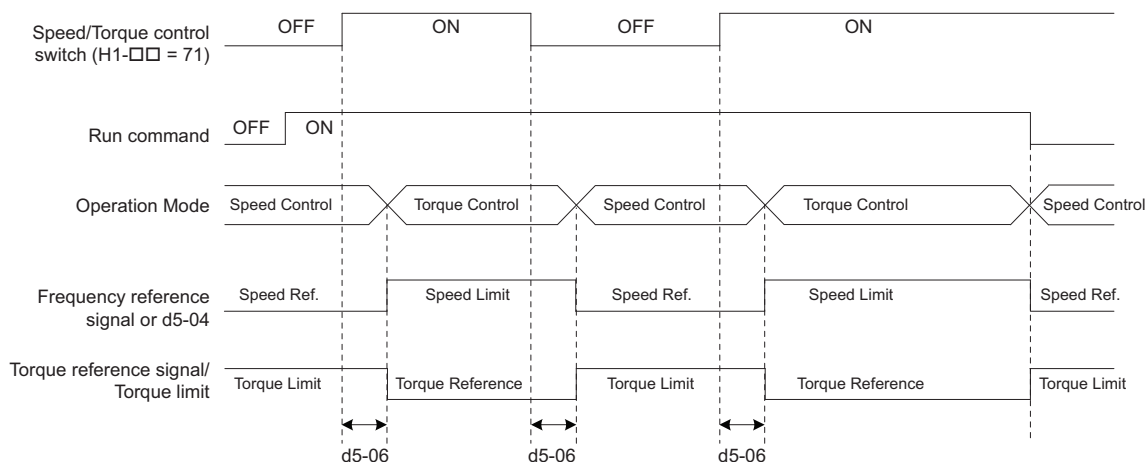 Speed/Torque control
switch (H1-□□ = 71)
OFF ON OFF ON
Run command
OFF ON
Operation Mode
Speed Control Torque Control Speed Control Torque Control Speed Control
Frequency reference
signal or d5-04
Speed Ref. Speed Limit Speed Ref. Speed Limit Speed Ref.
Torque reference signal/
Torque limit
Torque Limit Torque Reference Torque Limit Torque Reference Torque Limit
d5-06 d5-06 d5-06